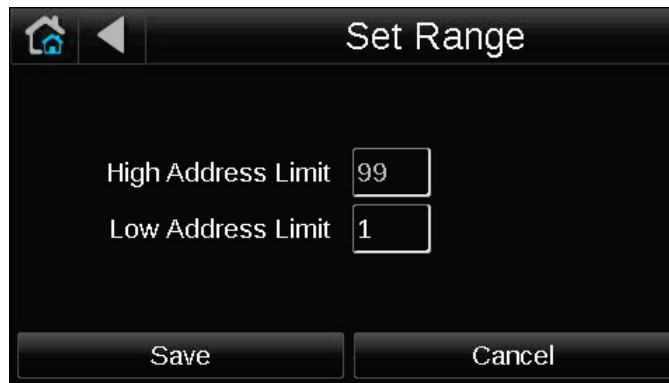 Set Range
High Address Limit 99
Low Address Limit 1
Save Cancel